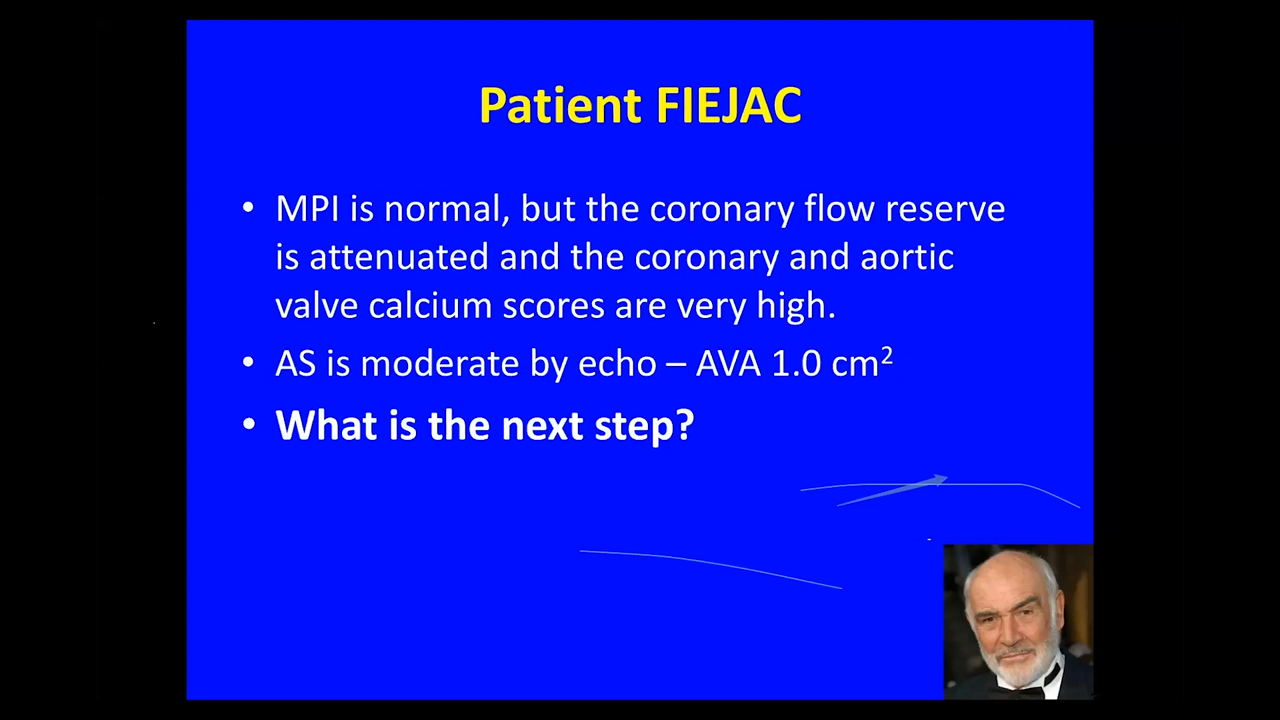 Patient FIEJAC
• MPI is normal, but the coronary flow reserve
is attenuated and the coronary and aortic
valve calcium scores are very high.
• AS is moderate by echo – AVA 1.0 cm²
• What is the next step?